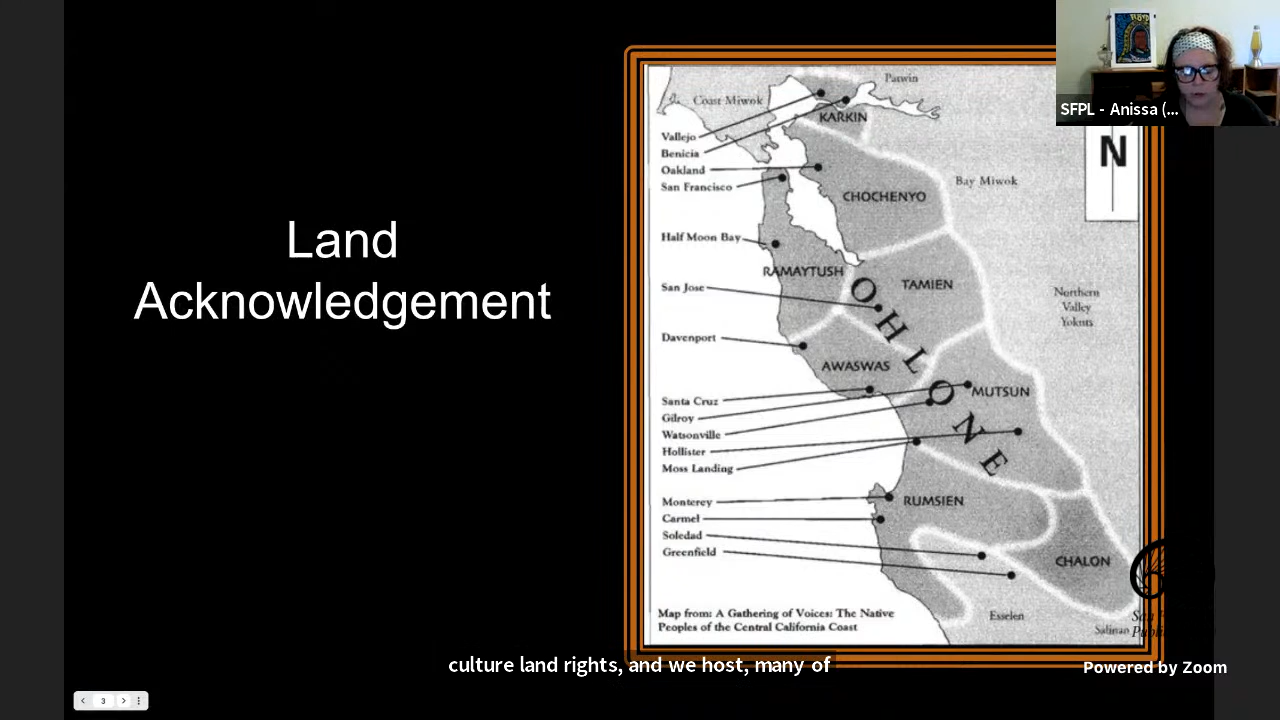 Land
Acknowledgement
Patwin
Coast Miwok
KARKIN
Vallejo
Benicia
Oakland
San Francisco
Bay Miwok
CHOCHENYO
Half Moon Bay
RAMAYTUSH
San Jose
TAMIEN
Northern
Valley
Yokuts
OHLONE
Davenport
AWASWAS
MUTSUN
Santa Cruz
Gilroy
Watsonville
Hollister
Moss Landing
Monterey
RUMSIEN
Carmel
Soledad
Greenfield
CHALON
Esselen
Salinan
Map from: A Gathering of Voices: The Native
Peoples of the Central California Coast
N
SFPL - Anissa (...
culture land rights, and we host, many of
Powered by Zoom
3